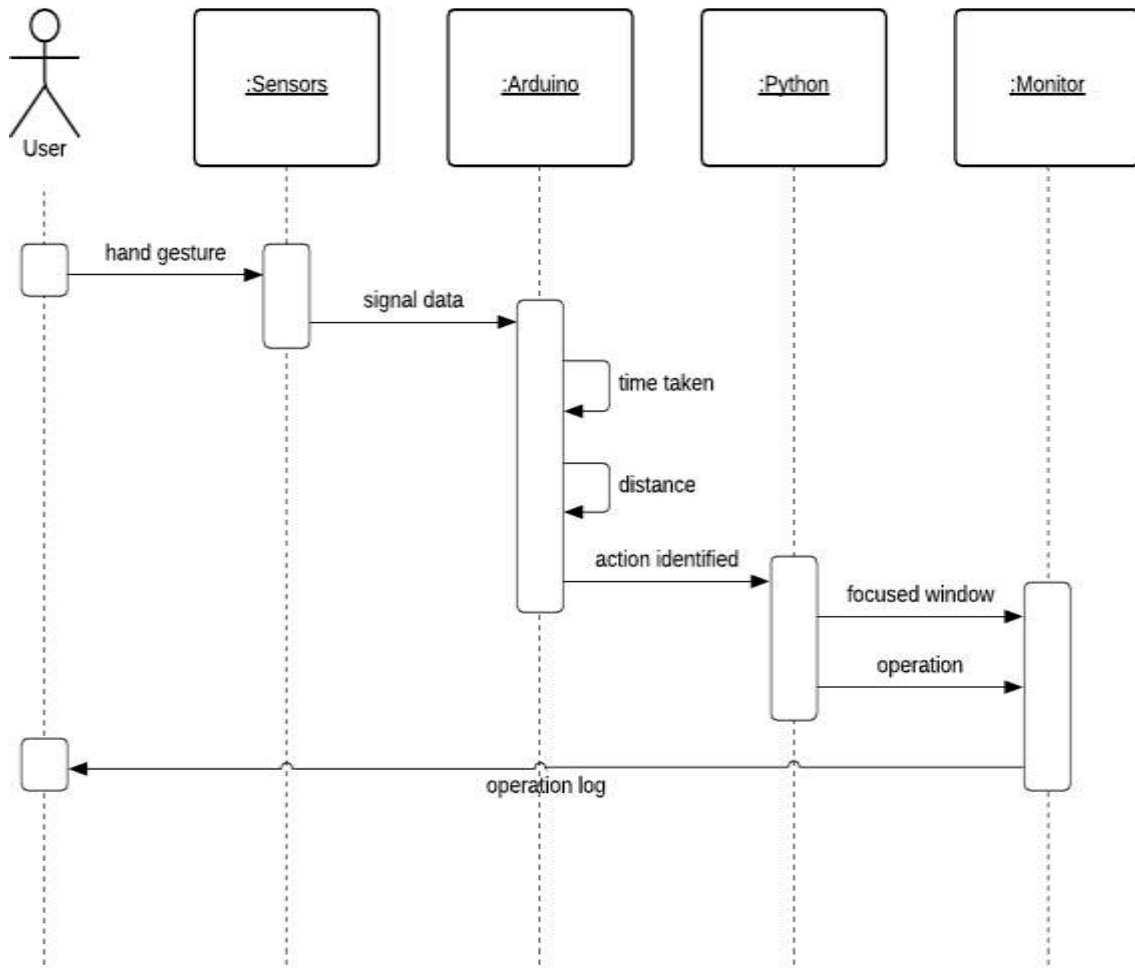 :Sensors
:Arduino
:Python
:Monitor
User
hand gesture
signal data
time taken
distance
action identified
focused window
operation
operation log